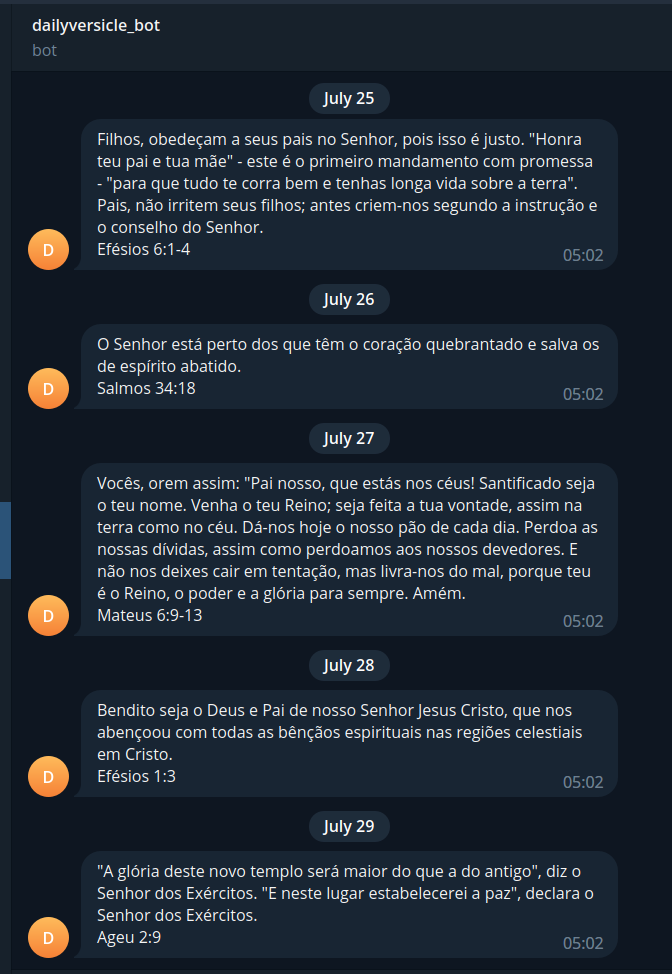 dailyversicle_bot
bot
July 25
Filhos, obedeçam a seus pais no Senhor, pois isso é justo. "Honra
teu pai e tua mãe" - este é o primeiro mandamento com promessa
- "para que tudo te corra bem e tenhas longa vida sobre a terra".
Pais, não irritem seus filhos; antes criem-nos segundo a instrução e
o conselho do Senhor.
Efésios 6:1-4
D
05:02
July 26
O Senhor está perto dos que têm o coração quebrantado e salva os
de espírito abatido.
Salmos 34:18
D
05:02
July 27
Vocês, orem assim: "Pai nosso, que estás nos céus! Santificado seja
o teu nome. Venha o teu Reino; seja feita a tua vontade, assim na
terra como no céu. Dá-nos hoje o nosso pão de cada dia. Perdoa as
nossas dívidas, assim como perdoamos aos nossos devedores. E
não nos deixes cair em tentação, mas livra-nos do mal, porque teu
é o Reino, o poder e a glória para sempre. Amém.
Mateus 6:9-13
D
05:02
July 28
Bendito seja o Deus e Pai de nosso Senhor Jesus Cristo, que nos
abençoou com todas as bênçãos espirituais nas regiões celestiais
em Cristo.
Efésios 1:3
D
05:02
July 29
"A glória deste novo templo será maior do que a do antigo", diz o
Senhor dos Exércitos. "E neste lugar estabelecerei a paz", declara o
Senhor dos Exércitos.
Ageu 2:9
D
05:02